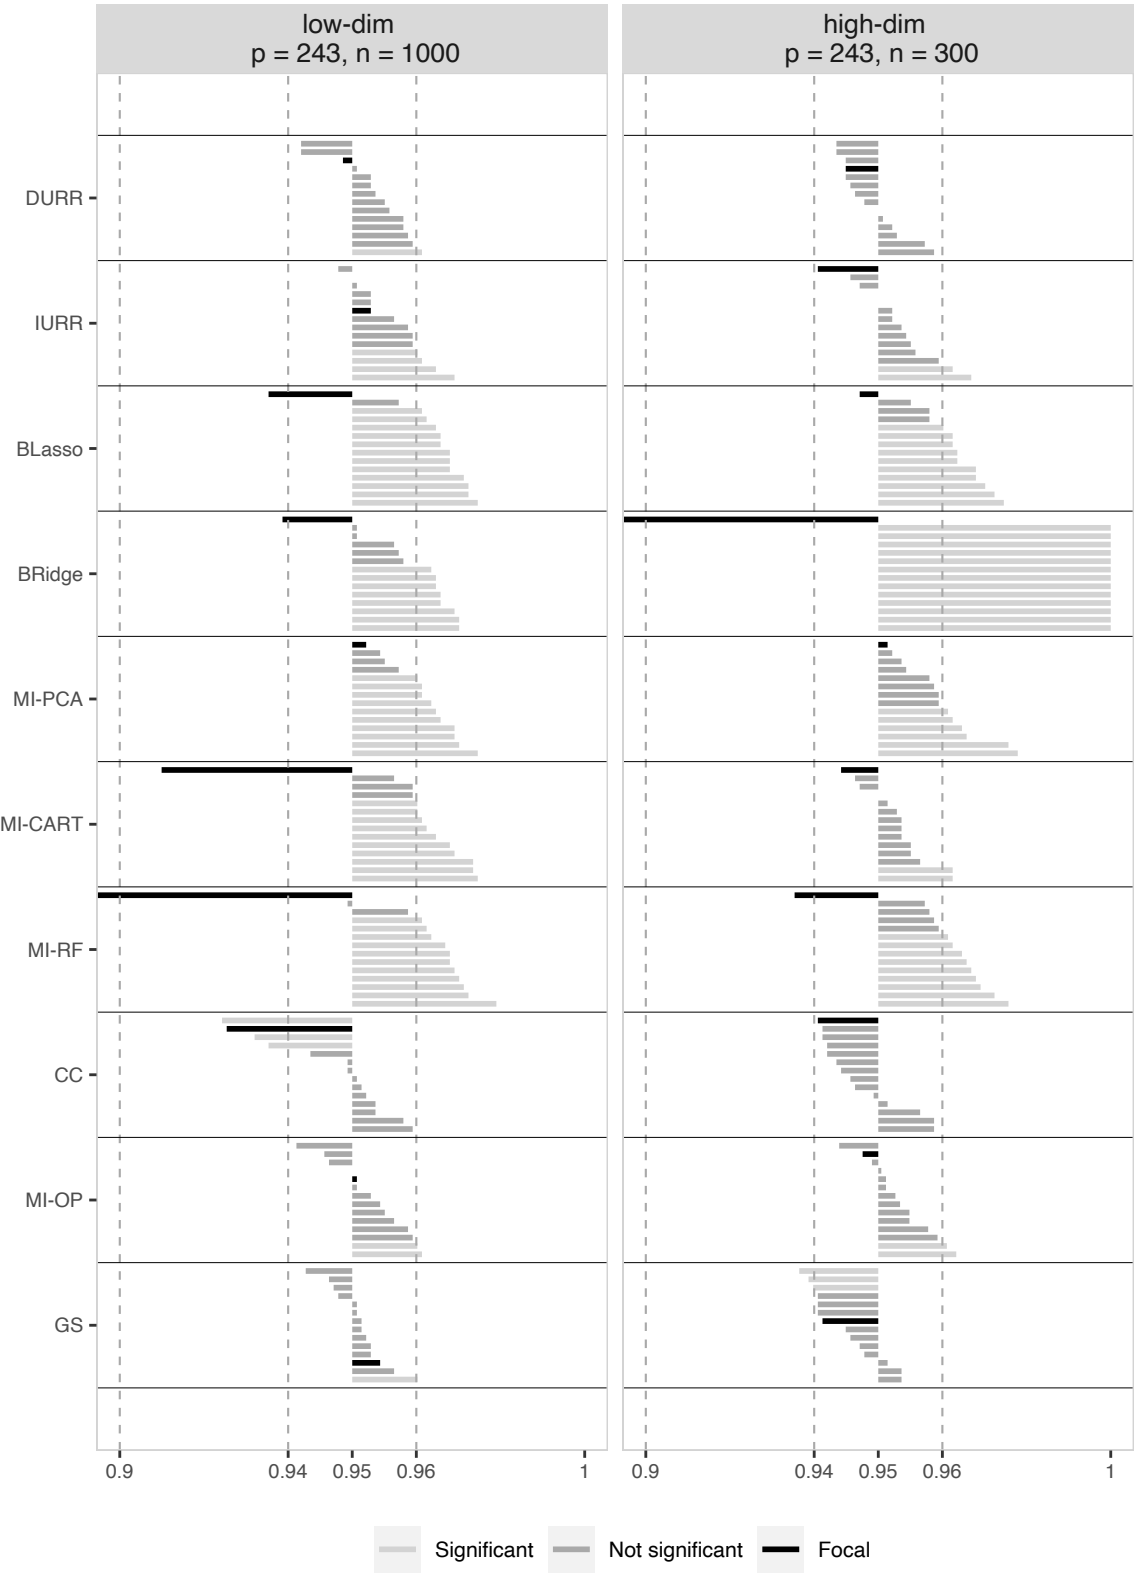 low-dim
p = 243, n = 1000
high-dim
p = 243, n = 300
DURR
IURR
BLasso
BRidge
MI-PCA
MI-CART
MI-RF
CC
MI-OP
GS
0.9 0.94 0.95 0.96 1
0.9 0.94 0.95 0.96 1
Significant Not significant Focal